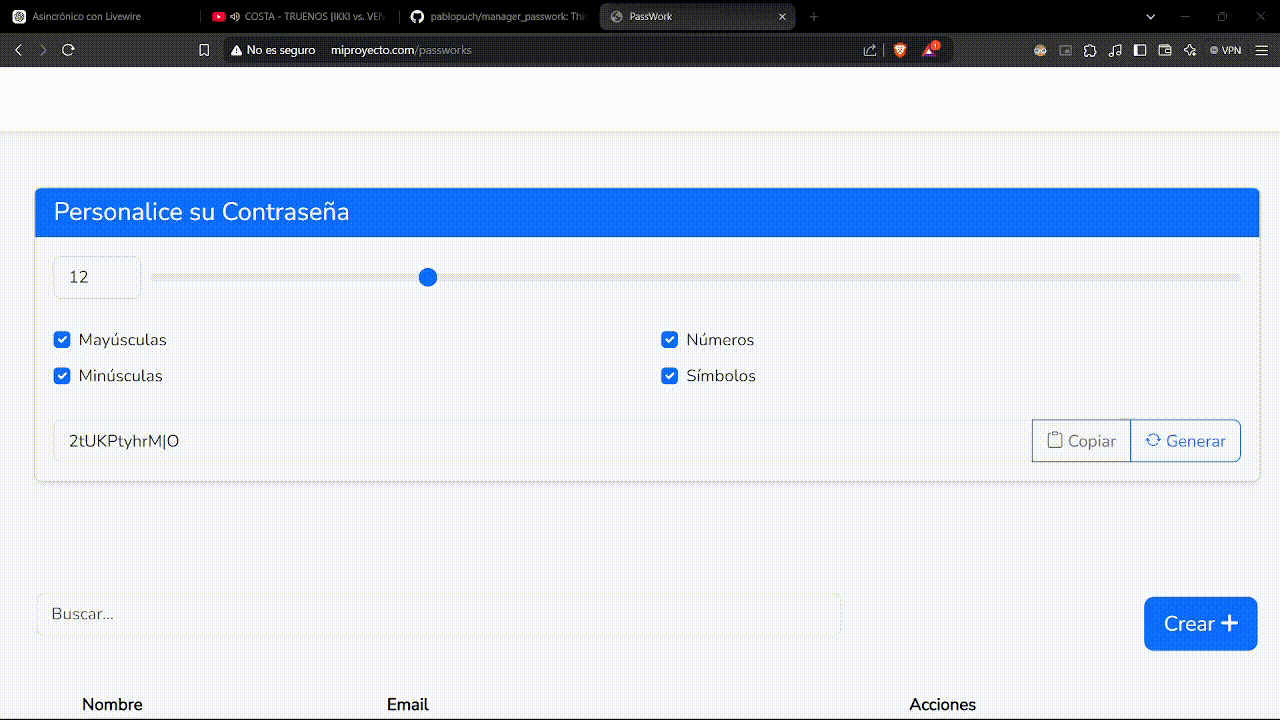 Asincrónico con Livewire
COSTA - TRUENOS [IKKI vs. VEN
pablopuch/manager_passwork: Thi
PassWork
No es seguro miproyecto.com/passworks
VPN
Personalice su Contraseña
12
Mayúsculas
Números
Minúsculas
Símbolos
2tUKPtyhrM|O
Copiar
Generar
Buscar...
Crear
Nombre Email Acciones